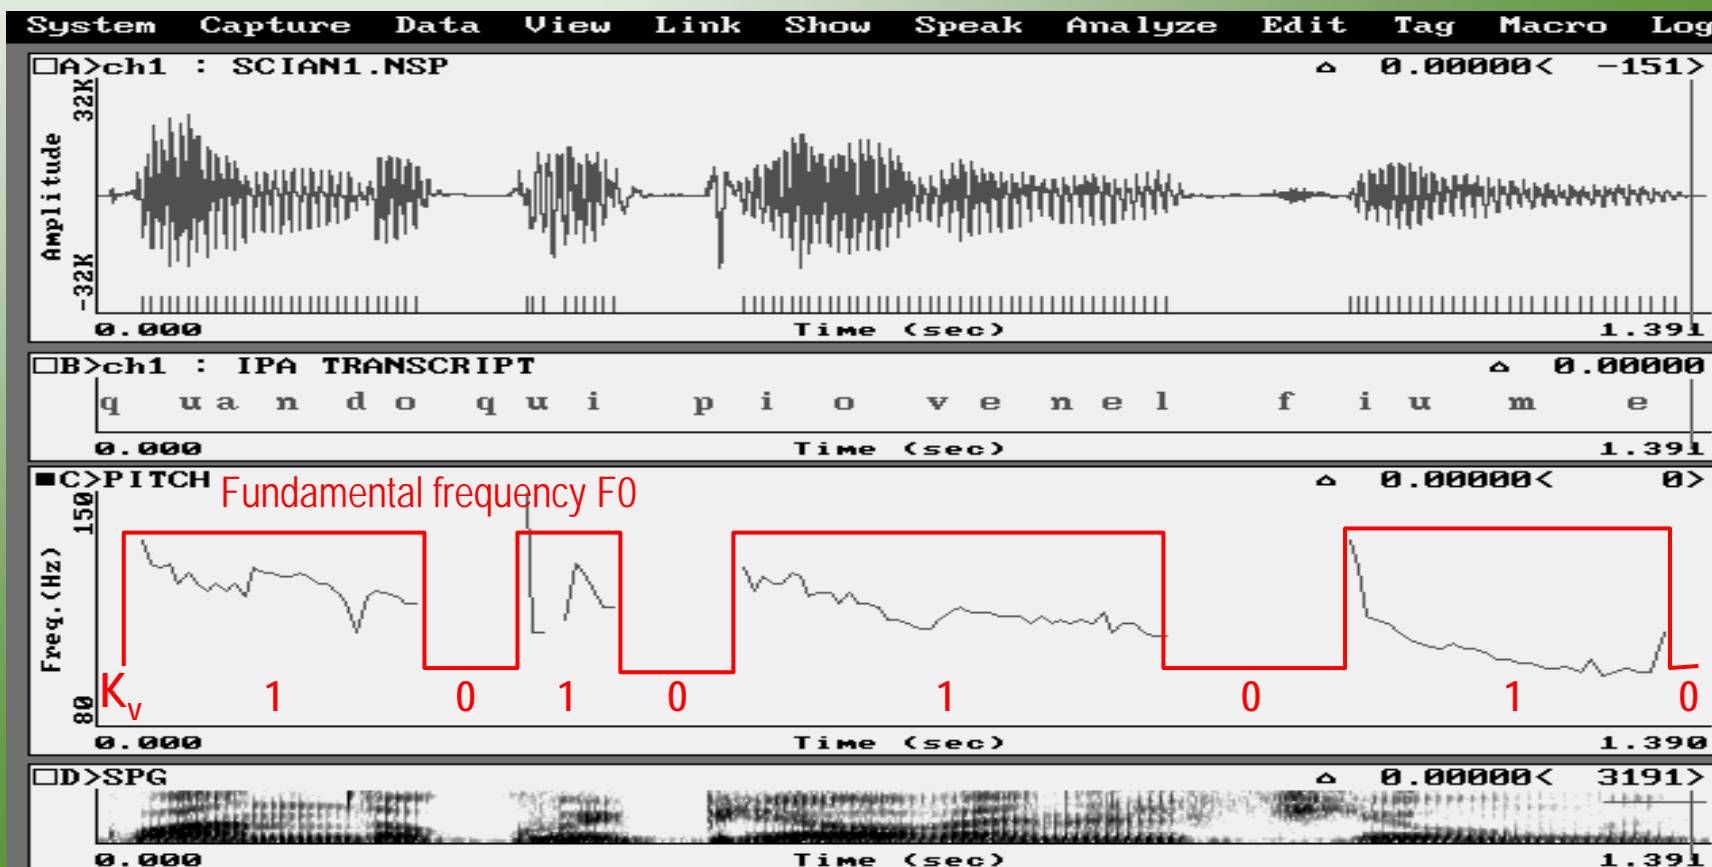 System Capture Data View Link Show Speak Analyze Edit Tag Macro Log
□A>ch1 : SCIAN1.NSP △ 0.00000< -151>
32K
Amplitude
-32K
0.000 Time (sec) 1.391
□B>ch1 : IPA TRANSCRIPT △ 0.00000
q u a n d o q u i p i o v e n e l f i u m e
0.000 Time (sec) 1.391
■C>PITCH △ 0.00000< 0>
Fundamental frequency F0
150
Freq.(Hz)
80
Kv 1 0 1 0 1 0 1 0
0.000 Time (sec) 1.390
□D>SPG △ 0.00000< 3191>
0.000 Time (sec) 1.391